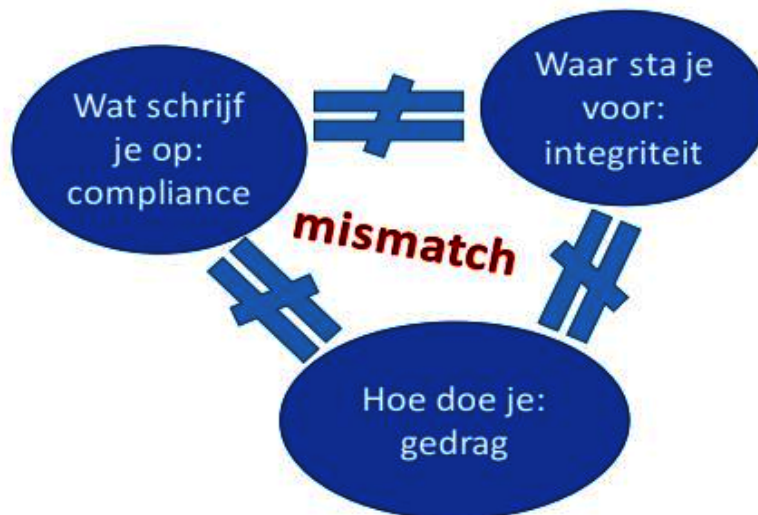 Wat schrijf
je op:
compliance
Waar sta je
voor:
integriteit
mismatch
Hoe doe je:
gedrag